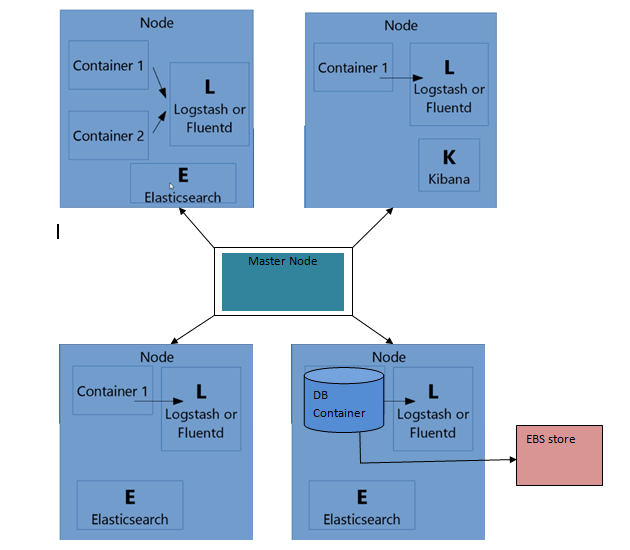 Node
Container 1
L
Logstash or
Fluentd
Container 2
E
Elasticsearch
Node
Container 1
L
Logstash or
Fluentd
K
Kibana
Master Node
Node
Container 1
L
Logstash or
Fluentd
E
Elasticsearch
Node
DB
Container
L
Logstash or
Fluentd
E
Elasticsearch
EBS store